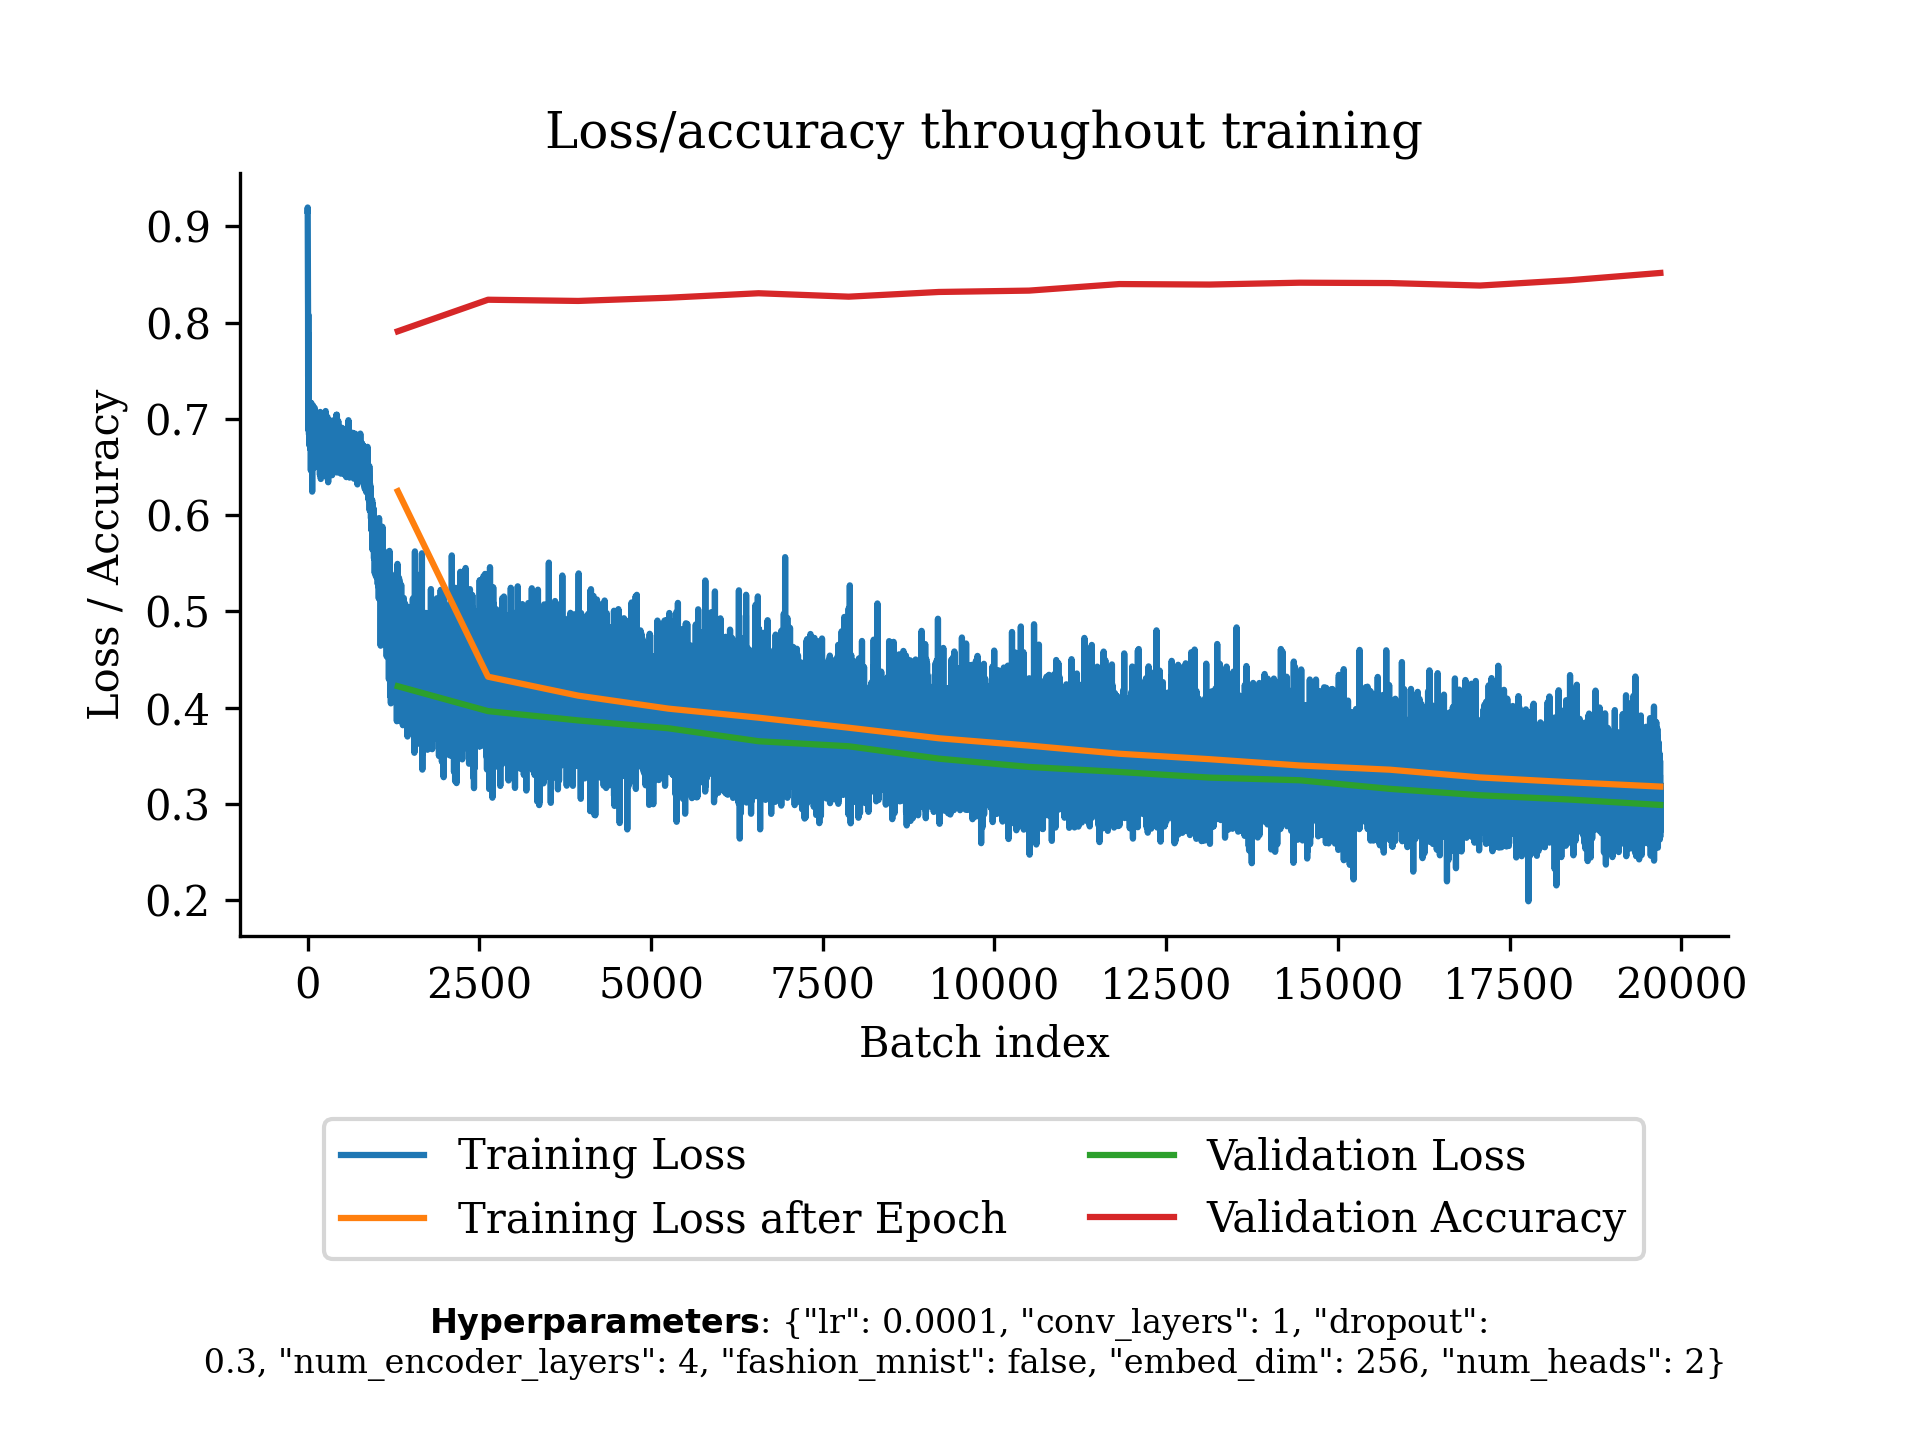 Loss/accuracy throughout training
Loss / Accuracy
0.9
0.8
0.7
0.6
0.5
0.4
0.3
0.2
0 2500 5000 7500 10000 12500 15000 17500 20000
Batch index
Training Loss Validation Loss
Training Loss after Epoch Validation Accuracy
Hyperparameters: {"lr": 0.0001, "conv_layers": 1, "dropout":
0.3, "num_encoder_layers": 4, "fashion_mnist": false, "embed_dim": 256, "num_heads": 2}